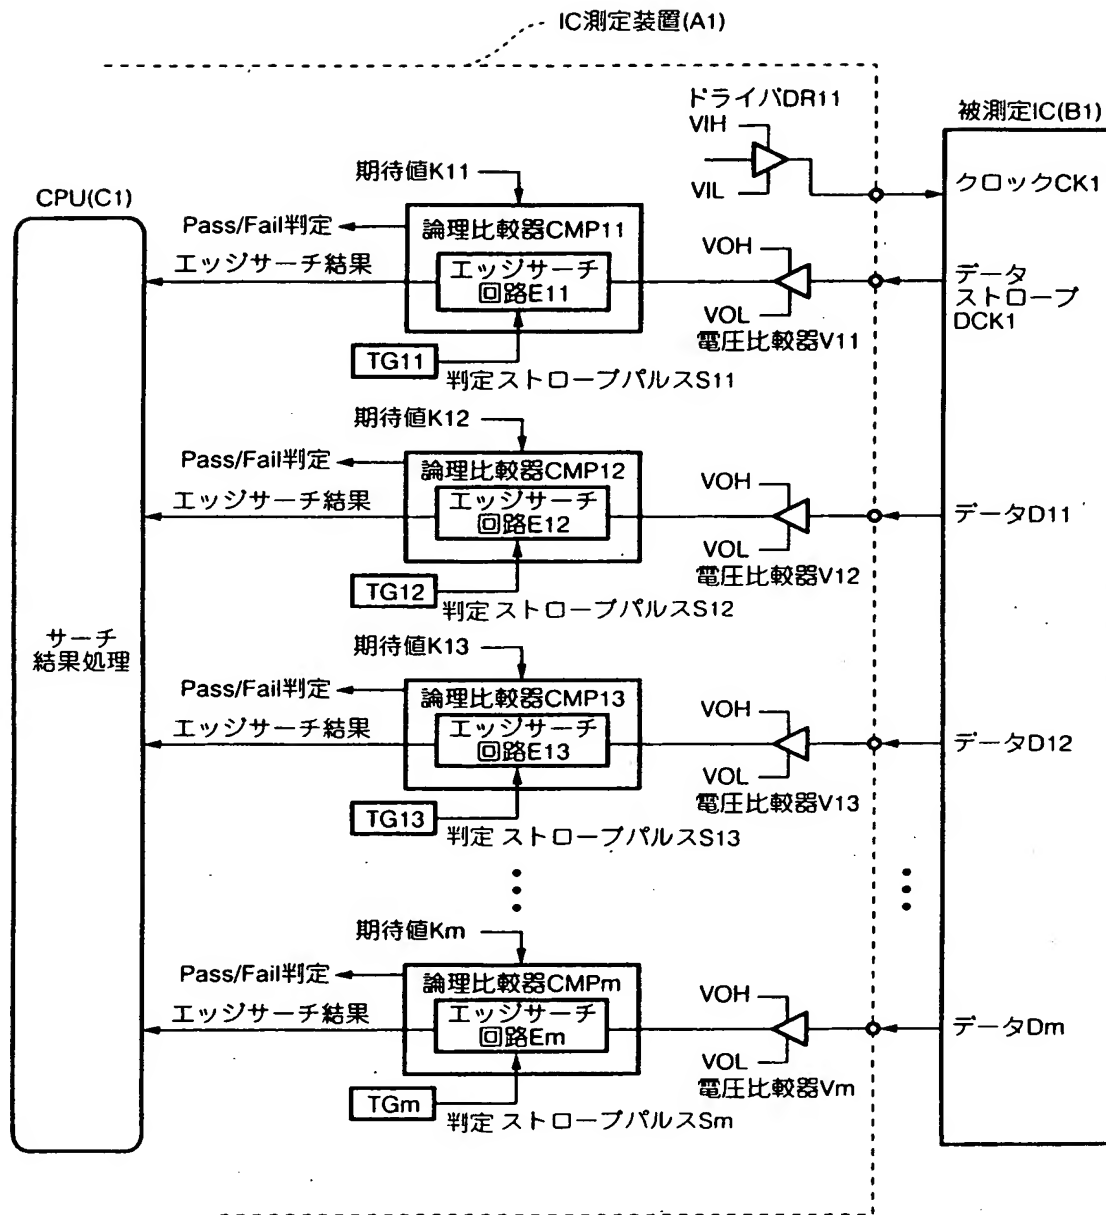 IC測定装置(A1)
ドライバDR11
VIH
VIL
被測定IC(B1)
クロックCK1
CPU(C1)
サーチ
結果処理
期待値K11
Pass/Fail判定
エッジサーチ結果
論理比較器CMP11
エッジサーチ
回路E11
TG11
判定 ストローブパルスS11
VOH
VOL
電圧比較器V11
データ
ストローブ
DCK1
期待値K12
Pass/Fail判定
エッジサーチ結果
論理比較器CMP12
エッジサーチ
回路E12
TG12
判定 ストローブパルスS12
VOH
VOL
電圧比較器V12
データD11
期待値K13
Pass/Fail判定
エッジサーチ結果
論理比較器CMP13
エッジサーチ
回路E13
TG13
判定 ストローブパルスS13
VOH
VOL
電圧比較器V13
データD12
期待値Km
Pass/Fail判定
エッジサーチ結果
論理比較器CMPm
エッジサーチ
回路Em
TGm
判定 ストローブパルスSm
VOH
VOL
電圧比較器Vm
データDm